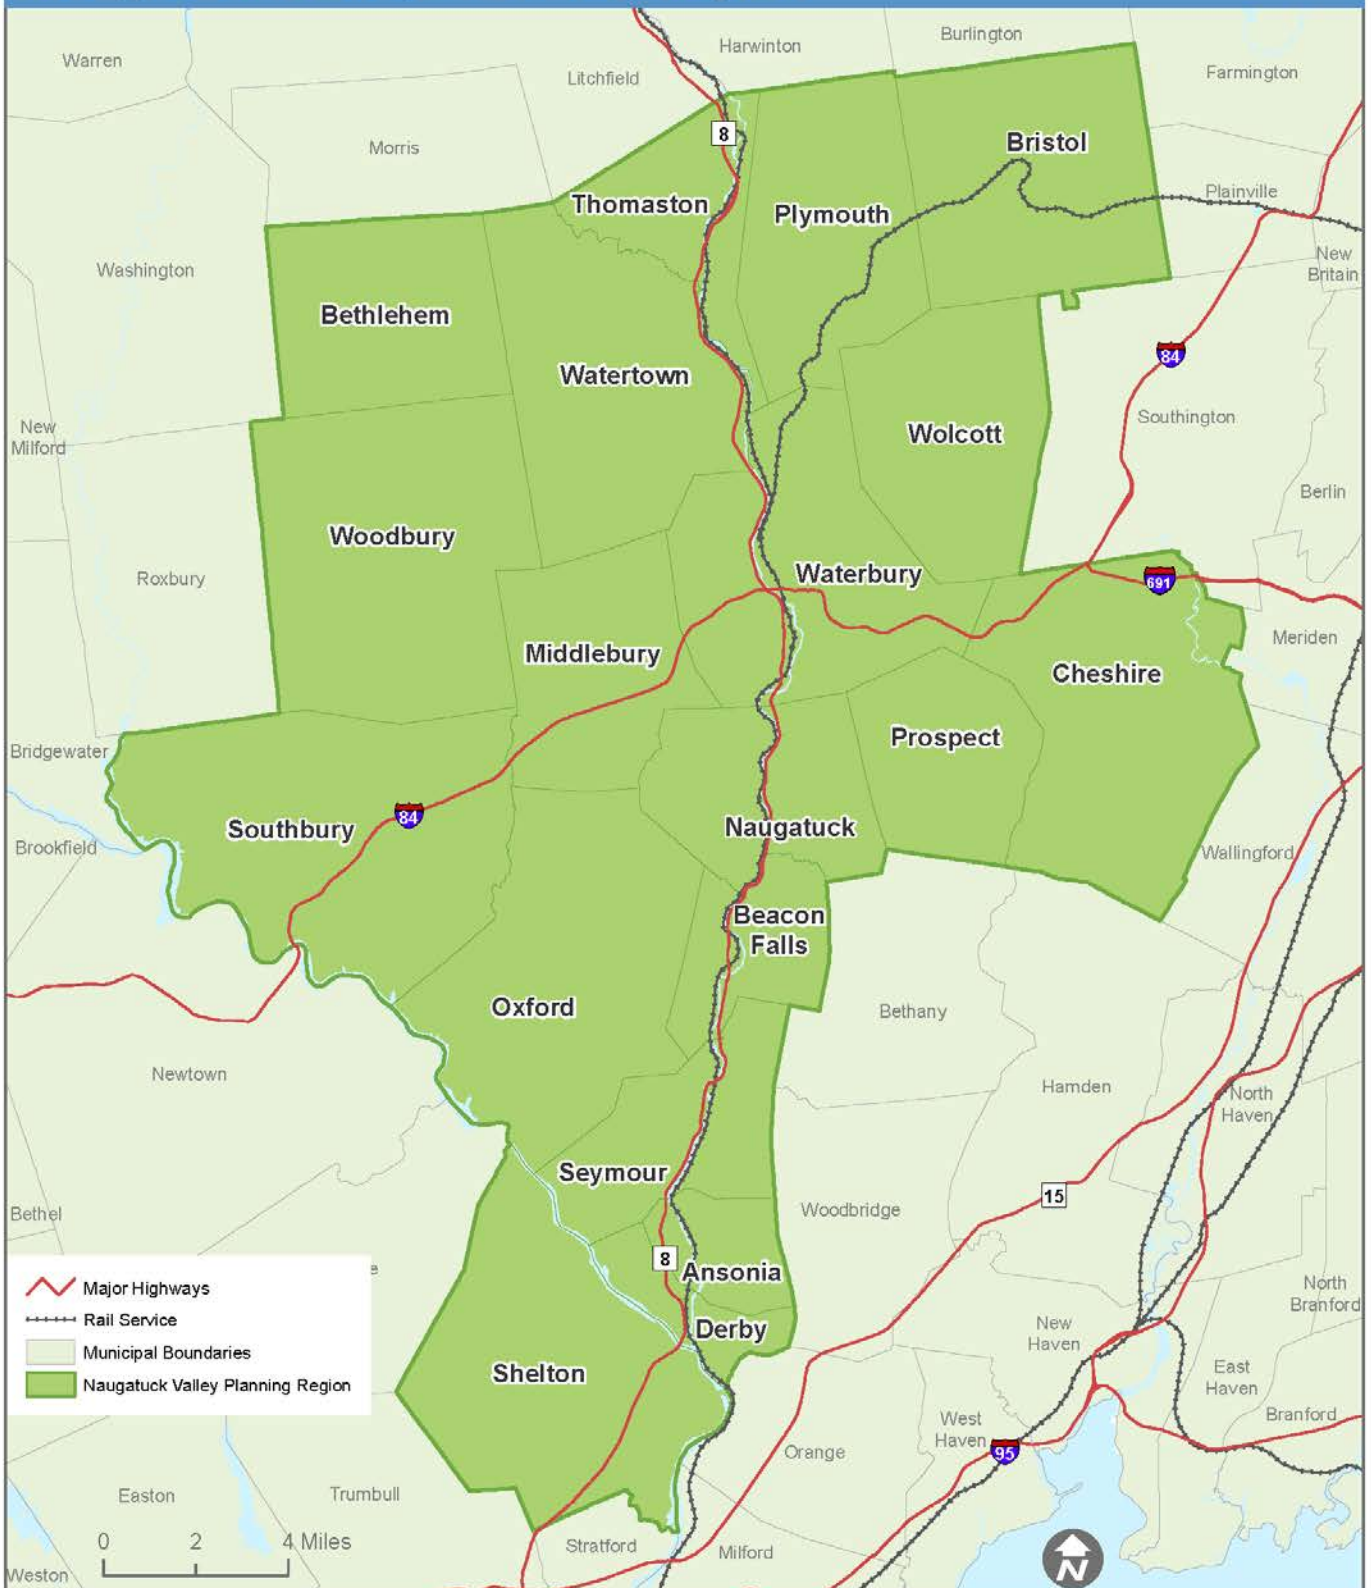 Harwinton
Burlington
Warren
Litchfield
Farmington
8
Morris
Bristol
Thomaston
Plymouth
Plainville
Washington
New
Britain
Bethlehem
84
Watertown
New
Milford
Wolcott
Southington
Berlin
Woodbury
Roxbury
Waterbury
691
Meriden
Middlebury
Cheshire
Prospect
Bridgewater
84
Southbury
Naugatuck
Brookfield
Wallingford
Beacon
Falls
Oxford
Bethany
Newtown
Hamden
North
Haven
Seymour
15
Bethel
Woodbridge
8
Ansonia
Major Highways
Rail Service
Municipal Boundaries
Naugatuck Valley Planning Region
North
Branford
New
Haven
Derby
Shelton
East
Haven
Branford
West
Haven
95
Orange
Easton
Trumbull
0 2 4 Miles
Stratford
Milford
Weston
N